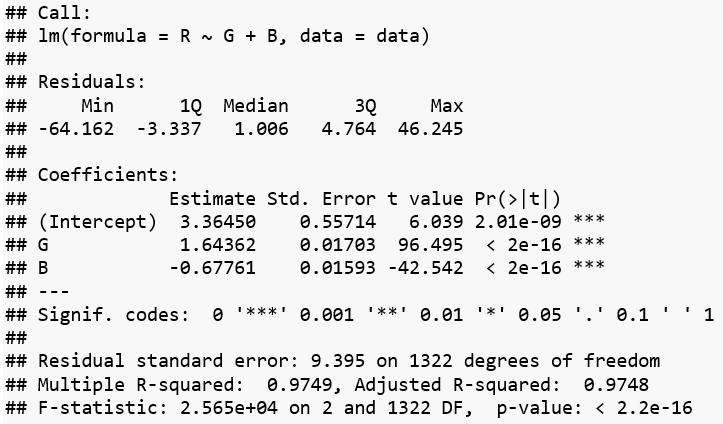 ## Call:
## lm(formula = R ~ G + B, data = data)
##
## Residuals:
##     Min      1Q  Median      3Q     Max
## -64.162  -3.337   1.006   4.764  46.245
##
## Coefficients:
##             Estimate Std. Error t value Pr(>|t|)
## (Intercept)  3.36450    0.55714   6.039 2.01e-09 ***
## G            1.64362    0.01703  96.495  < 2e-16 ***
## B           -0.67761    0.01593 -42.542  < 2e-16 ***
## ---
## Signif. codes:  0 '***' 0.001 '**' 0.01 '*' 0.05 '.' 0.1 ' ' 1
##
## Residual standard error: 9.395 on 1322 degrees of freedom
## Multiple R-squared:  0.9749, Adjusted R-squared:  0.9748
## F-statistic: 2.565e+04 on 2 and 1322 DF,  p-value: < 2.2e-16